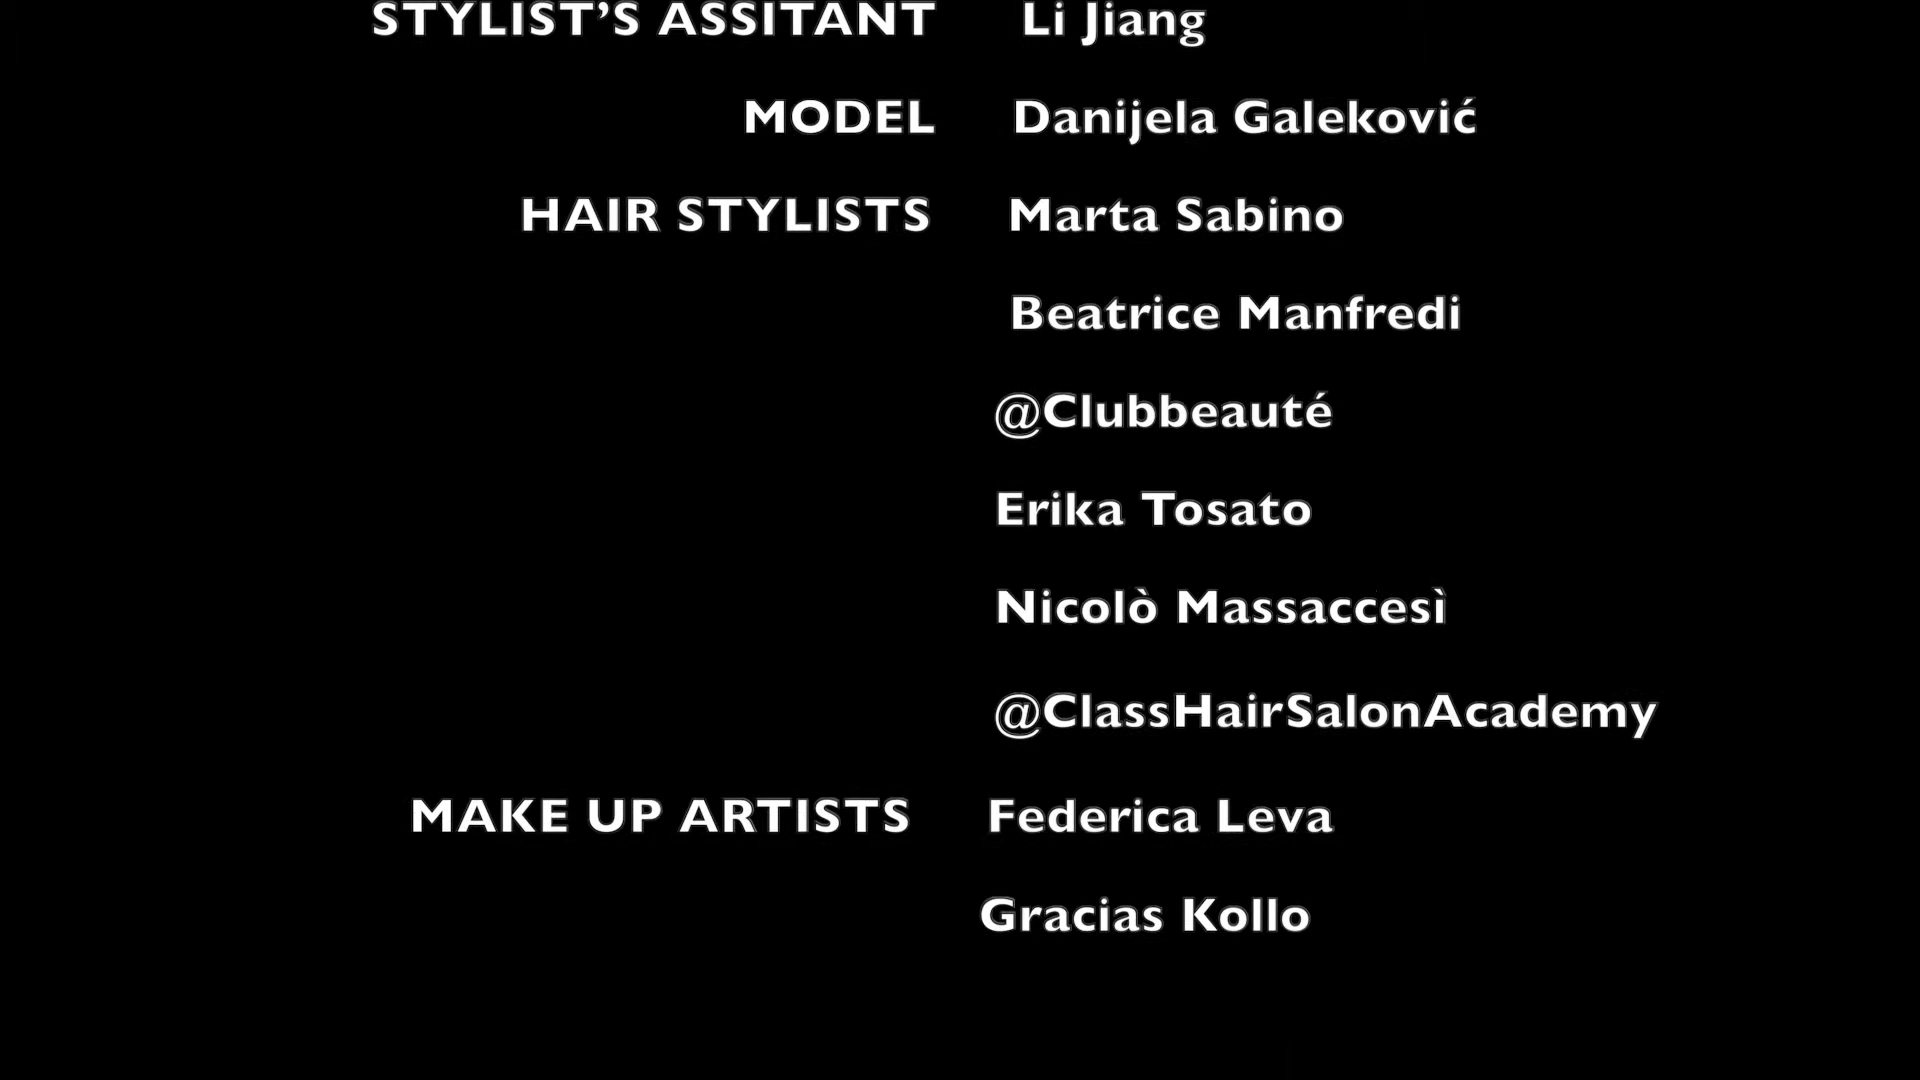 STYLIST’S ASSITANT Li Jiang
MODEL Danijela Galeković
HAIR STYLISTS Marta Sabino
Beatrice Manfredi
@Clubbeauté
Erika Tosato
Nicolò Massaccesì
@ClassHairSalonAcademy
MAKE UP ARTISTS Federica Leva
Gracias Kollo